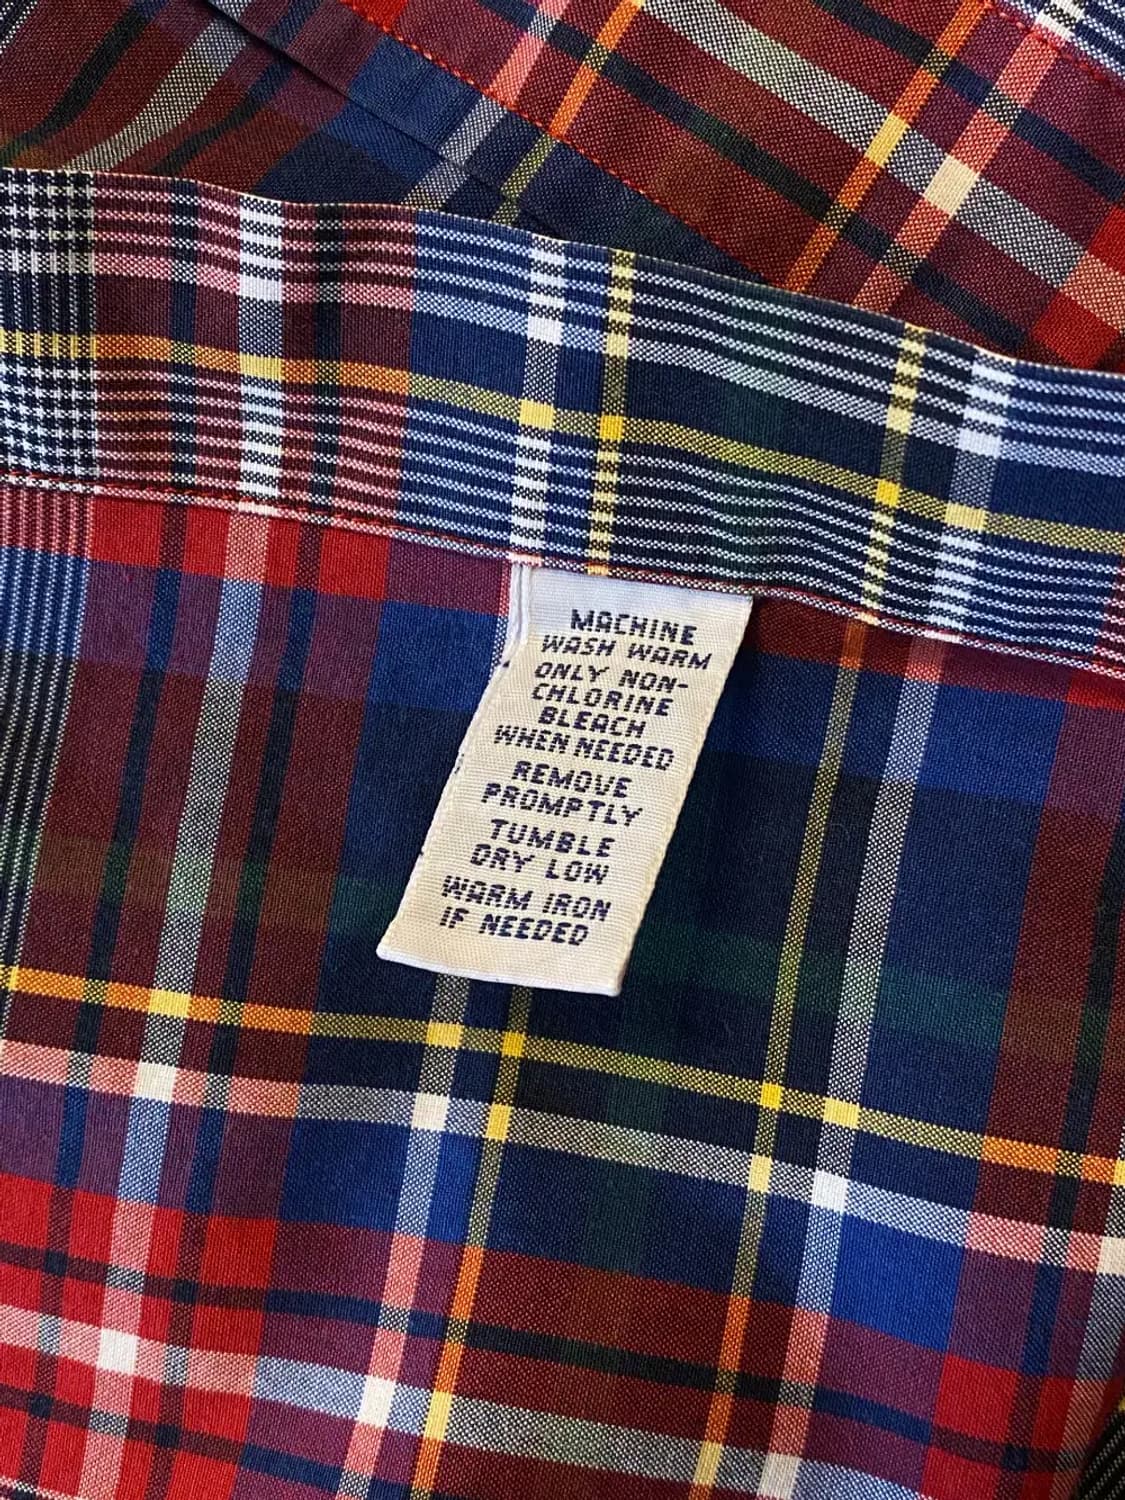 MACHINE
WASH WARM
ONLY NON-
CHLORINE
BLEACH
WHEN NEEDED
REMOVE
PROMPTLY
TUMBLE
DRY LOW
WARM IRON
IF NEEDED